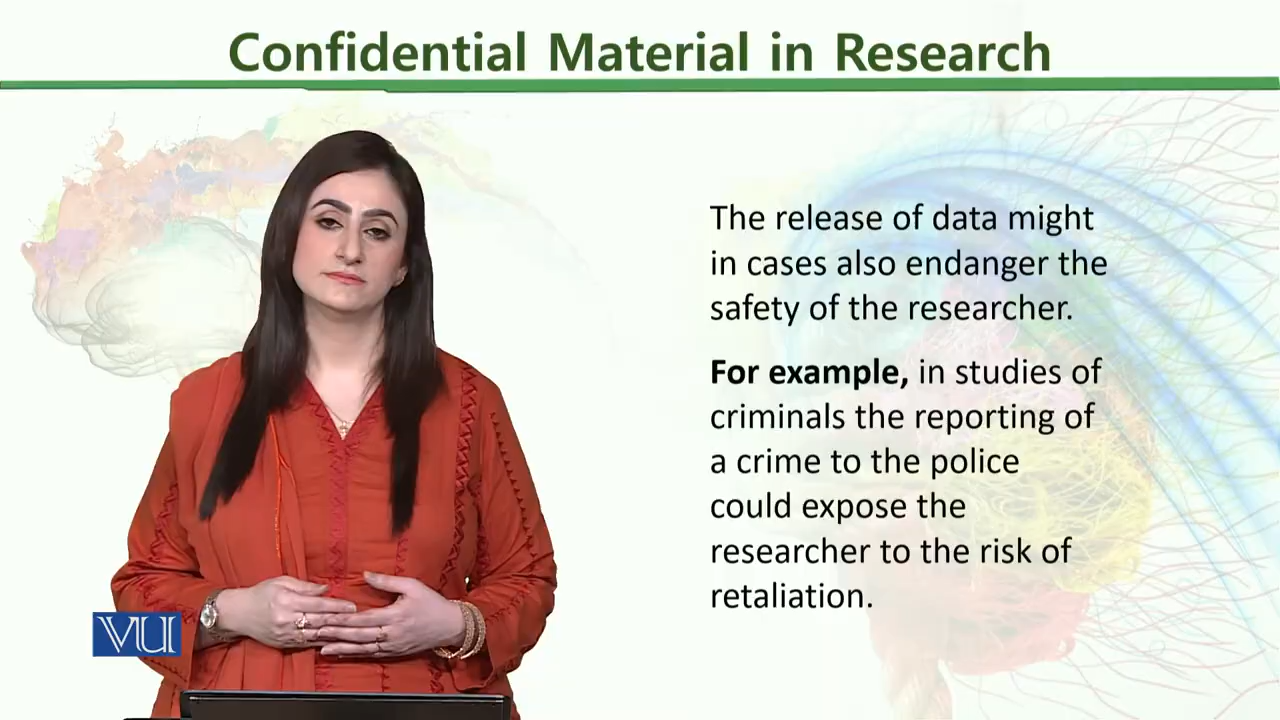 Confidential Material in Research
The release of data might
in cases also endanger the
safety of the researcher.
For example, in studies of
criminals the reporting of
a crime to the police
could expose the
researcher to the risk of
retaliation.
VU